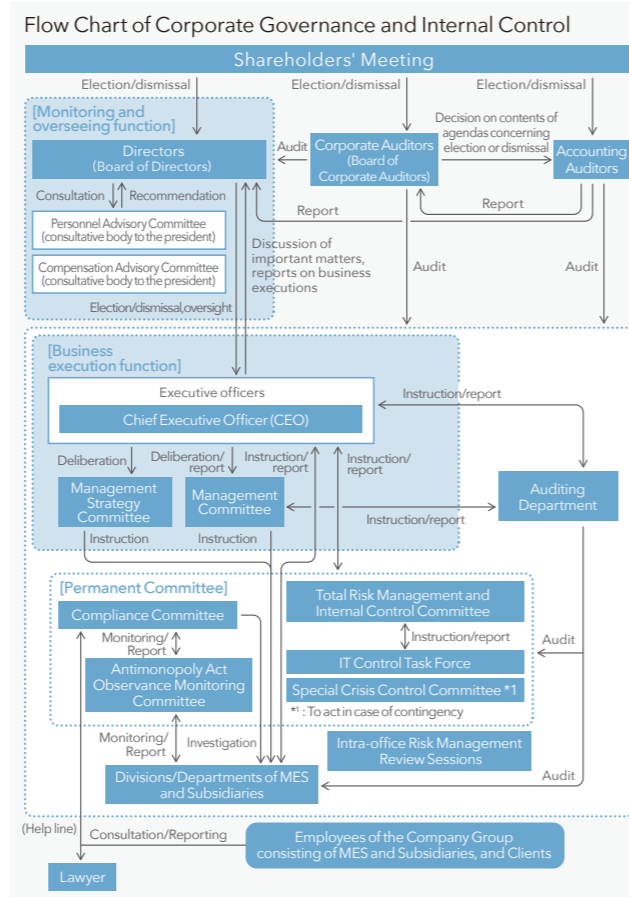 Flow Chart of Corporate Governance and Internal Control
Shareholders' Meeting
Election/dismissal
Election/dismissal
Election/dismissal
[Monitoring and
overseeing function]
Directors
(Board of Directors)
Audit
Corporate Auditors
(Board of
Corporate Auditors)
Decision on contents of
agendas concerning
election or dismissal
Accounting
Auditors
Consultation
Recommendation
Report
Report
Personnel Advisory Committee
(consultative body to the president)
Compensation Advisory Committee
(consultative body to the president)
Discussion of
important matters,
reports on business
executions
Audit
Audit
Election/dismissal,oversight
[Business
execution function]
Executive officers
Chief Executive Officer (CEO)
Instruction/report
Deliberation
Deliberation/
report
Instruction/
report
Instruction/
report
Management
Strategy
Committee
Management
Committee
Auditing
Department
Instruction/report
Instruction
Instruction
[Permanent Committee]
Compliance Committee
Total Risk Management and
Internal Control Committee
Monitoring/
Report
Instruction/report
Audit
Antimonopoly Act
Observance Monitoring
Committee
IT Control Task Force
Special Crisis Control Committee *1
*1 : To act in case of contingency
Monitoring/
Report
Investigation
Intra-office Risk Management
Review Sessions
Divisions/Departments of MES
and Subsidiaries
Audit
(Help line)
Consultation/Reporting
Employees of the Company Group
consisting of MES and Subsidiaries, and Clients
Lawyer